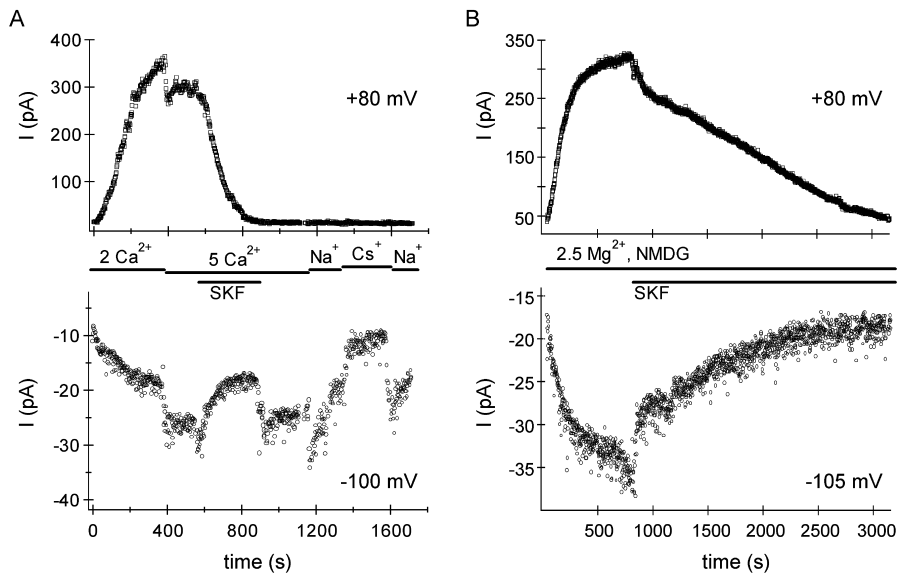 A
400
300
200
100
I (pA)
+80 mV
2 Ca²⁺
5 Ca²⁺
Na⁺
Cs⁺
Na⁺
SKF
-10
-20
-30
-40
I (pA)
-100 mV
0 400 800 1200 1600
time (s)
B
350
250
150
50
I (pA)
+80 mV
2.5 Mg²⁺, NMDG
SKF
-15
-20
-25
-30
-35
I (pA)
-105 mV
500 1000 1500 2000 2500 3000
time (s)